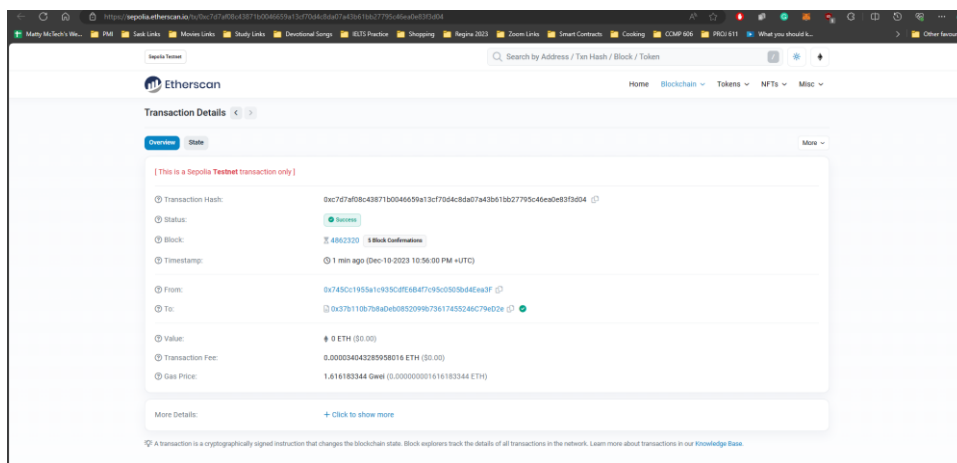 https://sepolia.etherscan.io/tx/0xc7d7af08c43871b0046659a13cf70d4c8da07a43b61bb27795c46ea0e83f3d04
Matty McTech's We... PMI Sask Links Movies Links Study Links Devotional Songs IELTS Practice Shopping Regina 2023 Zoom Links Smart Contracts Cooking CCMP 606 PROJ 611 What you should k... Other favour
Sepolia Testnet Search by Address / Txn Hash / Block / Token /
Etherscan Home Blockchain Tokens NFTs Misc
Transaction Details < >
Overview State More
[ This is a Sepolia Testnet transaction only ]
Transaction Hash: 0xc7d7af08c43871b0046659a13cf70d4c8da07a43b61bb27795c46ea0e83f3d04
Status: Success
Block: 4862320 5 Block Confirmations
Timestamp: 1 min ago (Dec-10-2023 10:56:00 PM +UTC)
From: 0x745Cc1955a1c935CdfE6B4f7c95c0505bd4Eea3F
To: 0x37b110b7b8aDeb0852099b73617455246C79eD2e
Value: 0 ETH ($0.00)
Transaction Fee: 0.000034043285958016 ETH ($0.00)
Gas Price: 1.616183344 Gwei (0.000000001616183344 ETH)
More Details: + Click to show more
A transaction is a cryptographically signed instruction that changes the blockchain state. Block explorers track the details of all transactions in the network. Learn more about transactions in our Knowledge Base.